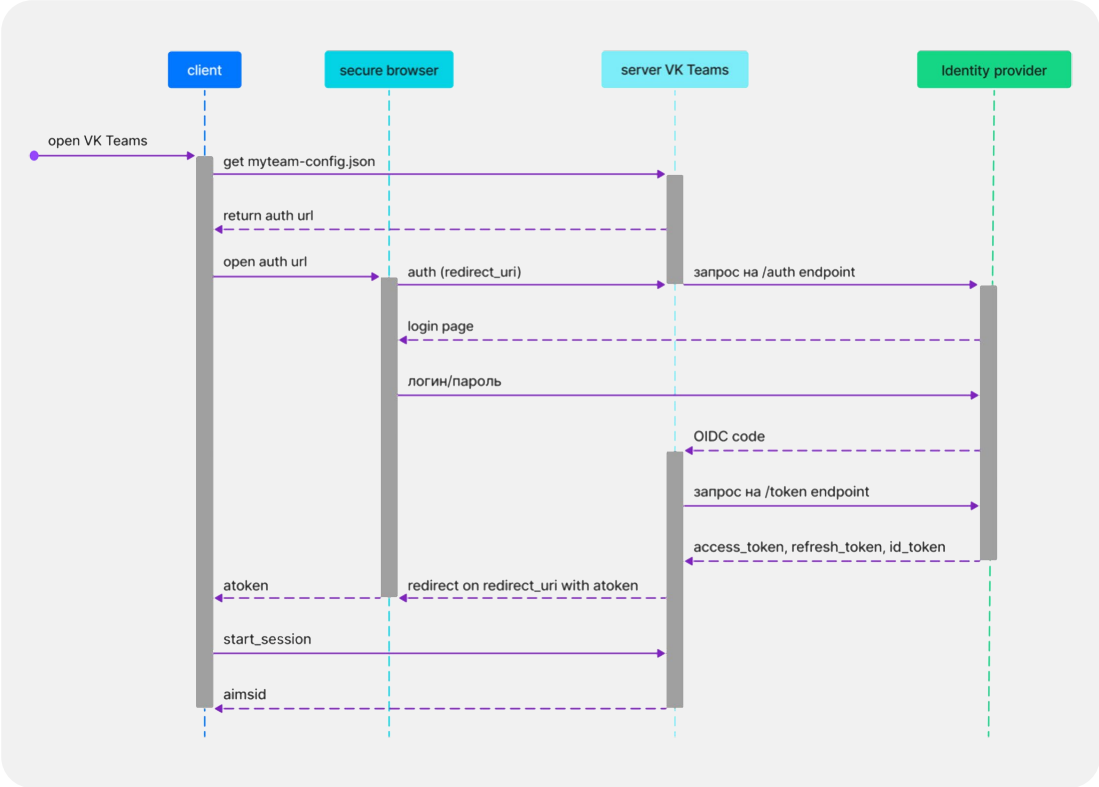 client
secure browser
server VK Teams
Identity provider
open VK Teams
get myteam-config.json
return auth url
open auth url
auth (redirect_uri)
запрос на /auth endpoint
login page
логин/пароль
OIDC code
запрос на /token endpoint
access_token, refresh_token, id_token
atoken
redirect on redirect_uri with atoken
start_session
aimsid